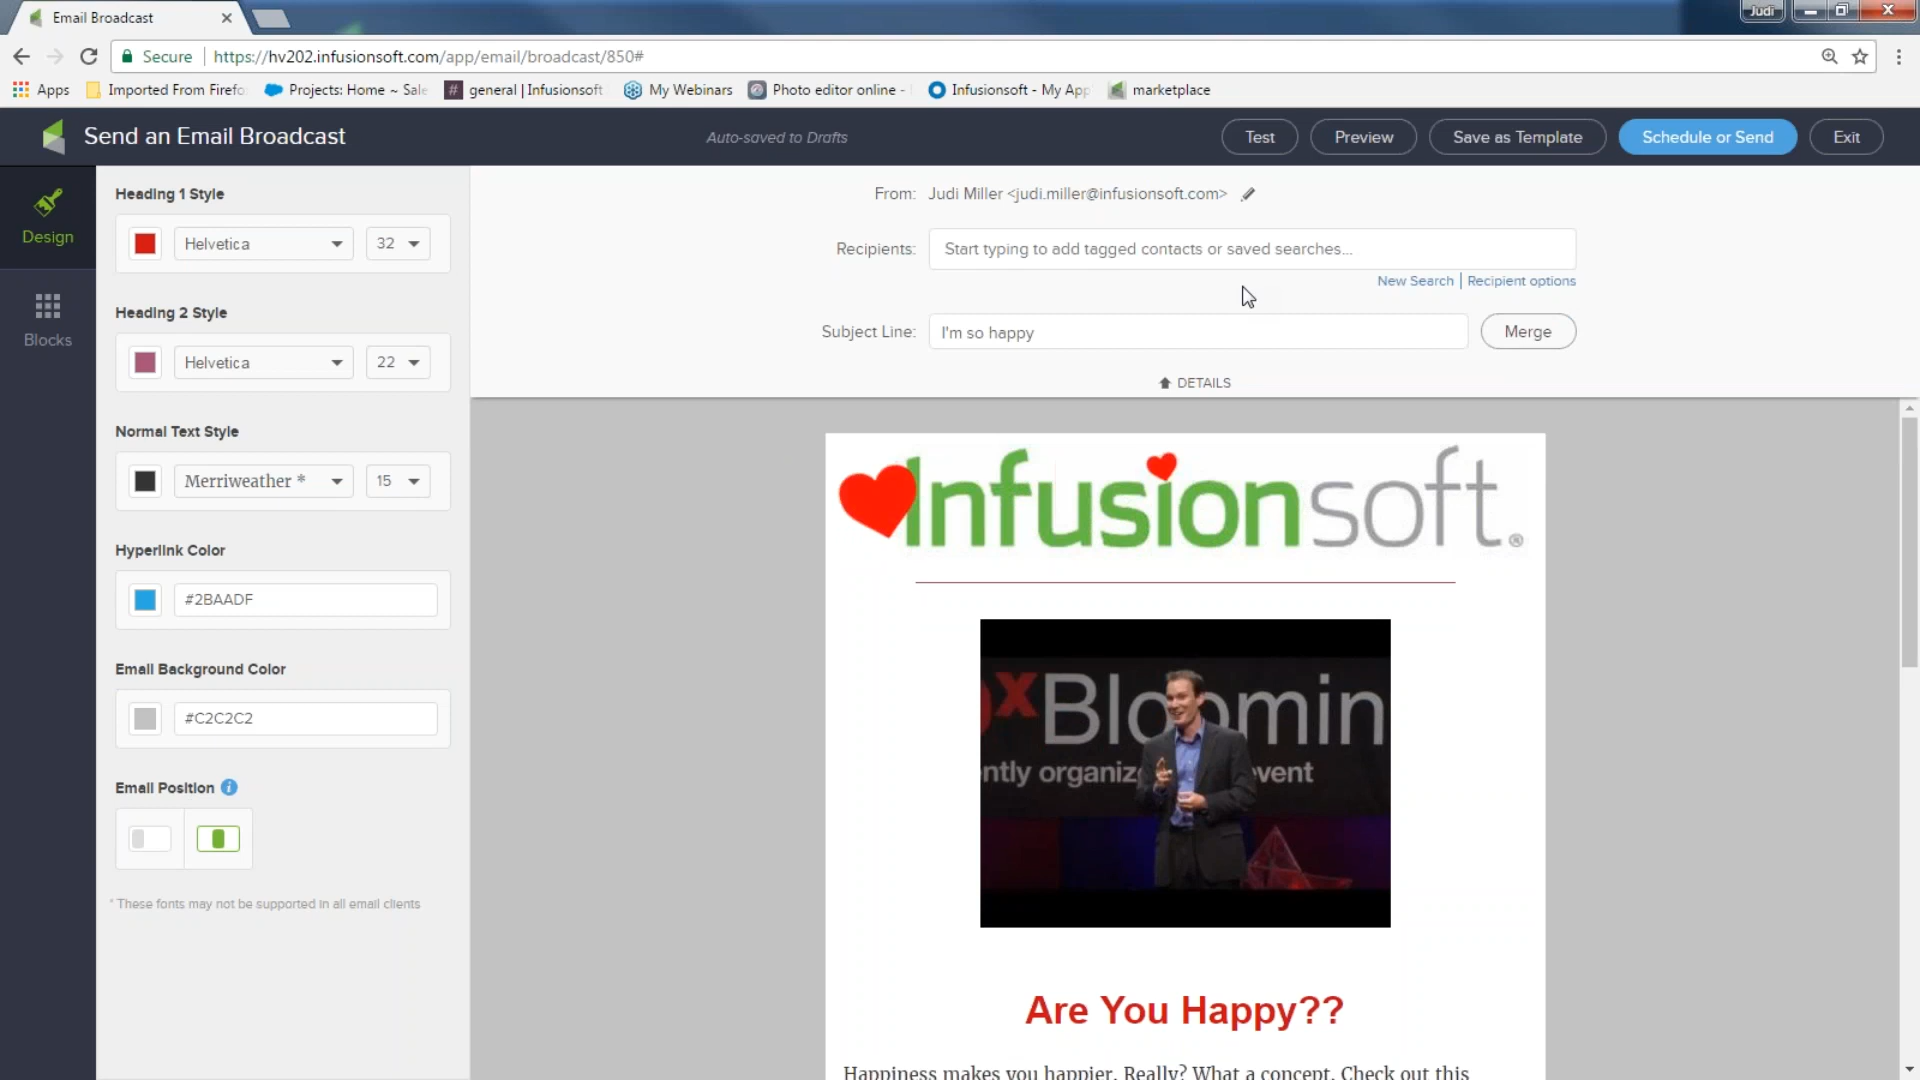 Email Broadcast
Judi
Secure https://hv202.infusionsoft.com/app/email/broadcast/850#
Apps Imported From Firefo Projects: Home ~ Sale # general | Infusionsoft My Webinars Photo editor online - Infusionsoft - My App marketplace
Send an Email Broadcast Auto-saved to Drafts Test Preview Save as Template Schedule or Send Exit
Design
Blocks
Heading 1 Style
Helvetica 32
Heading 2 Style
Helvetica 22
Normal Text Style
Merriweather * 15
Hyperlink Color
#2BAADF
Email Background Color
#C2C2C2
Email Position i
* These fonts may not be supported in all email clients
From: Judi Miller <judi.miller@infusionsoft.com>
Recipients: Start typing to add tagged contacts or saved searches...
New Search | Recipient options
Subject Line: I'm so happy Merge
DETAILS
Infusionsoft.®
xBloomin
ntly organiz event
Are You Happy??
Happiness makes you happier. Really? What a concept. Check out this